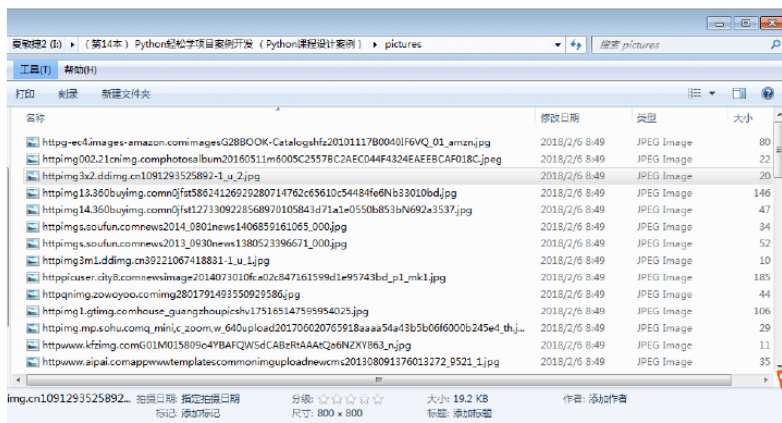 夏敏捷2 (I:) ▸ (第14本) Python轻松学项目案例开发 (Python课程设计案例) ▸ pictures 搜索 pictures
工具(T) 帮助(H)
打印 刻录 新建文件夹
名称 修改日期 类型 大小
httpg-ec4.images-amazon.comimagesG28BOOK-Catalogshfz20101117B0040IF6VQ_01_amzn.jpg 2018/2/6 8:49 JPEG Image 80
httpimg002.21cnimg.comphotosalbum20160511m6005C2557BC2AEC044F4324EAEEBCAF018C.jpeg 2018/2/6 8:49 JPEG Image 22
httpimg3x2.ddimg.cn1091293525892-1_u_2.jpg 2018/2/6 8:49 JPEG Image 20
httpimg13.360buyimg.comn0jfst58624126929280714762c65610c54484fe6Nb33010bd.jpg 2018/2/6 8:49 JPEG Image 146
httpimg14.360buyimg.comn0jfst1273309228568970105843d71a1e0550b853bN692a3537.jpg 2018/2/6 8:49 JPEG Image 47
httpimgs.soufun.comnews2014_0801news1406859161065_000.jpg 2018/2/6 8:49 JPEG Image 34
httpimgs.soufun.comnews2013_0930news1380523396671_000.jpg 2018/2/6 8:49 JPEG Image 52
httpimg3m1.ddimg.cn39221067418831-1_u_1.jpg 2018/2/6 8:49 JPEG Image 10
httppicuser.city8.comnewsimage2014073010fca02c847161599d1e95743bd_p1_mk1.jpg 2018/2/6 8:49 JPEG Image 185
httpqnimg.zowoyoo.comimg2801791493550929586.jpg 2018/2/6 8:49 JPEG Image 44
httpimg1.gtimg.comhouse_guangzhoupicshv175165147595954025.jpg 2018/2/6 8:49 JPEG Image 106
httpimg.mp.sohu.comq_mini,c_zoom,w_640upload201706020765918aaaa54a43b5b06f6000b245e4_th.j... 2018/2/6 8:49 JPEG Image 29
httpwww.kfzimg.comG01M015809o4YBAFQWSdCABzRtAAAtQa6NZXY863_n.jpg 2018/2/6 8:49 JPEG Image 11
httpwww.aipai.comappwwwtemplatescommonimguploadnewcms201308091376013272_9521_1.jpg 2018/2/6 8:49 JPEG Image 35
img.cn1091293525892... 拍摄日期: 指定拍摄日期 分级: ☆☆☆☆☆ 大小: 19.2 KB 作者: 添加作者
标记: 添加标记 尺寸: 800 x 800 标题: 添加标题